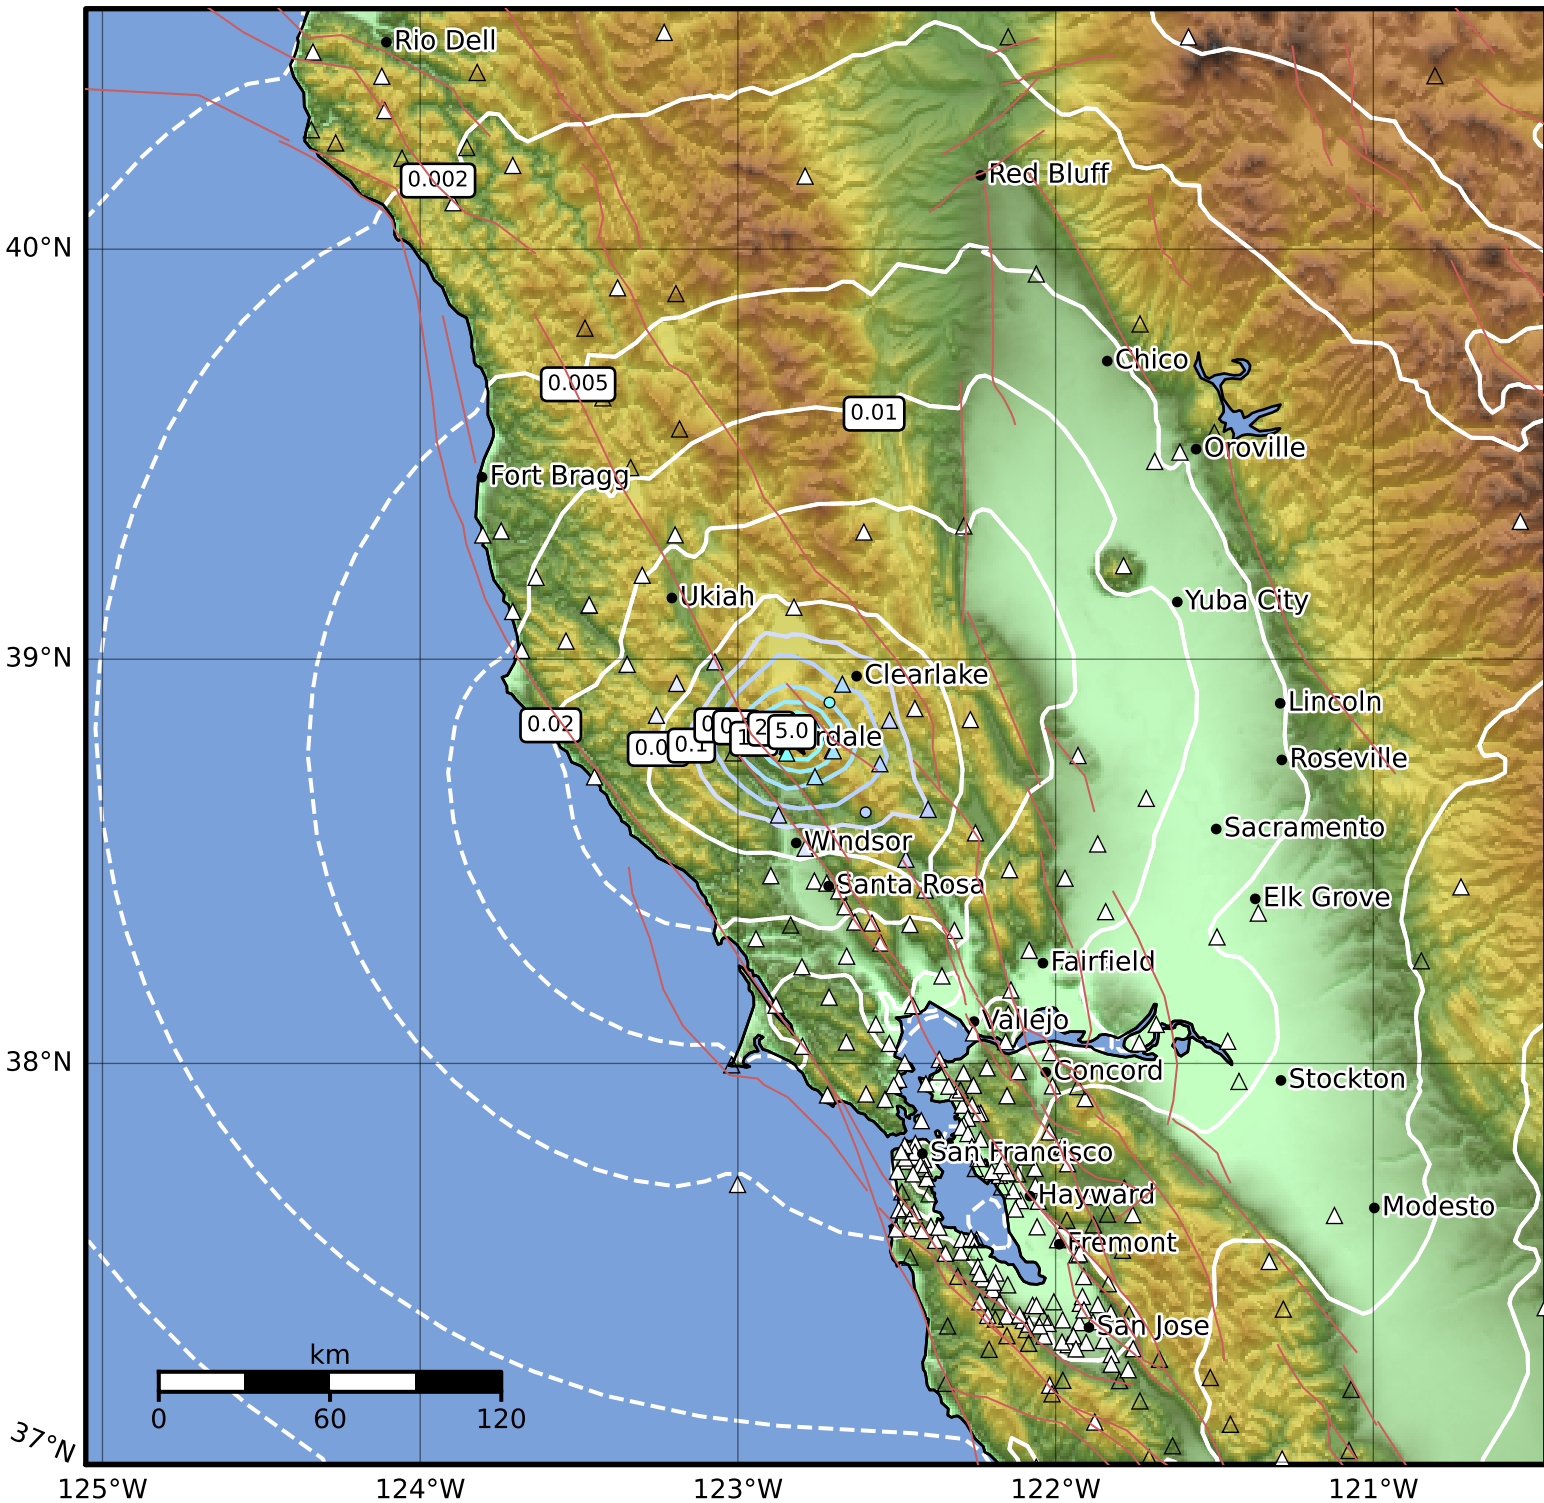 Rio Dell
0.002
Red Bluff
40°N
Chico
0.005
0.01
Oroville
Fort Bragg
Ukiah
Yuba City
39°N
Clearlake
Lincoln
0.02
5.0
Roseville
Sacramento
Windsor
Santa Rosa
Elk Grove
Fairfield
Vallejo
38°N
Concord
Stockton
San Francisco
Hayward
Modesto
Fremont
San Jose
km
0 60 120
37°N
125°W 124°W 123°W 122°W 121°W